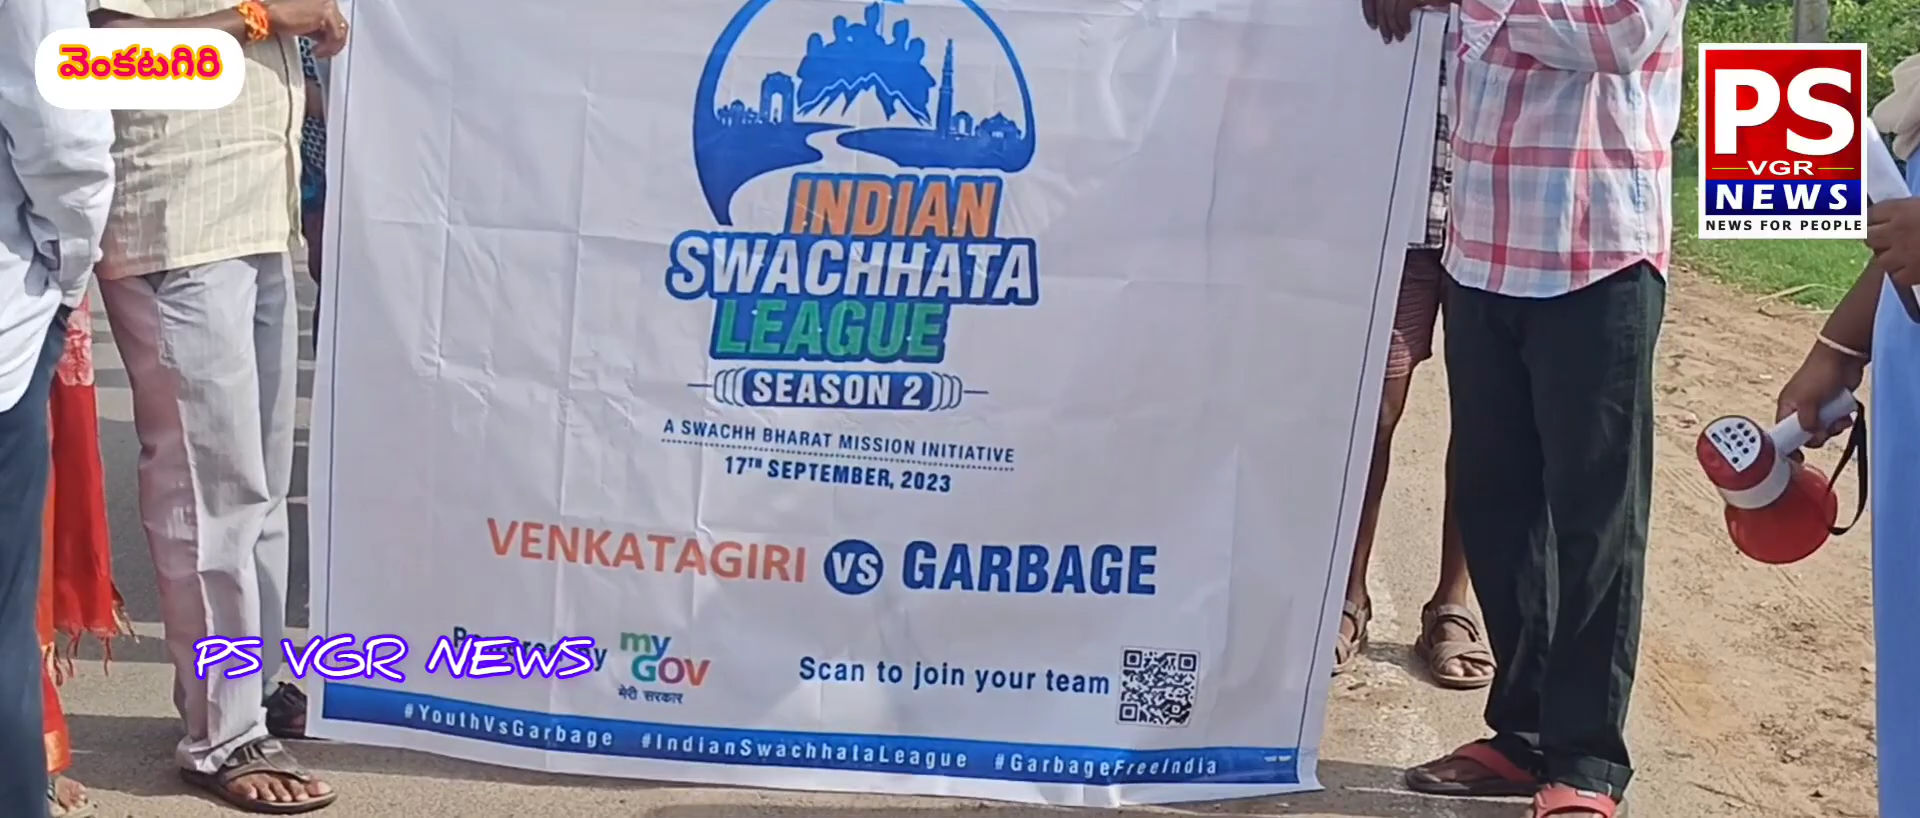 వెంకటగిరి
PS
VGR
NEWS
NEWS FOR PEOPLE
INDIAN
SWACHHATA
LEAGUE
SEASON 2
A SWACHH BHARAT MISSION INITIATIVE
17TH SEPTEMBER, 2023
VENKATAGIRI VS GARBAGE
PS VGR NEWS
my
GOV
मेरी सरकार
Scan to join your team
#YouthVsGarbage #IndianSwachhataLeague #GarbageFreeIndia